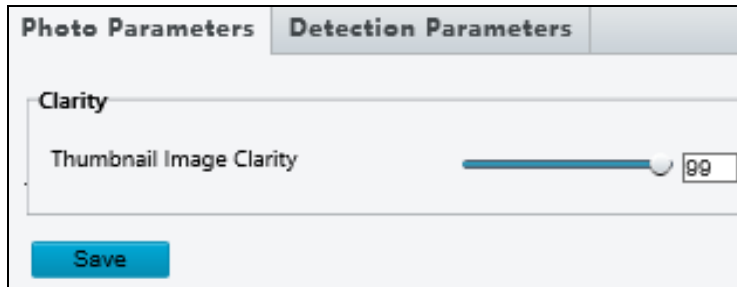 Photo Parameters Detection Parameters
Clarity
Thumbnail Image Clarity 99
Save